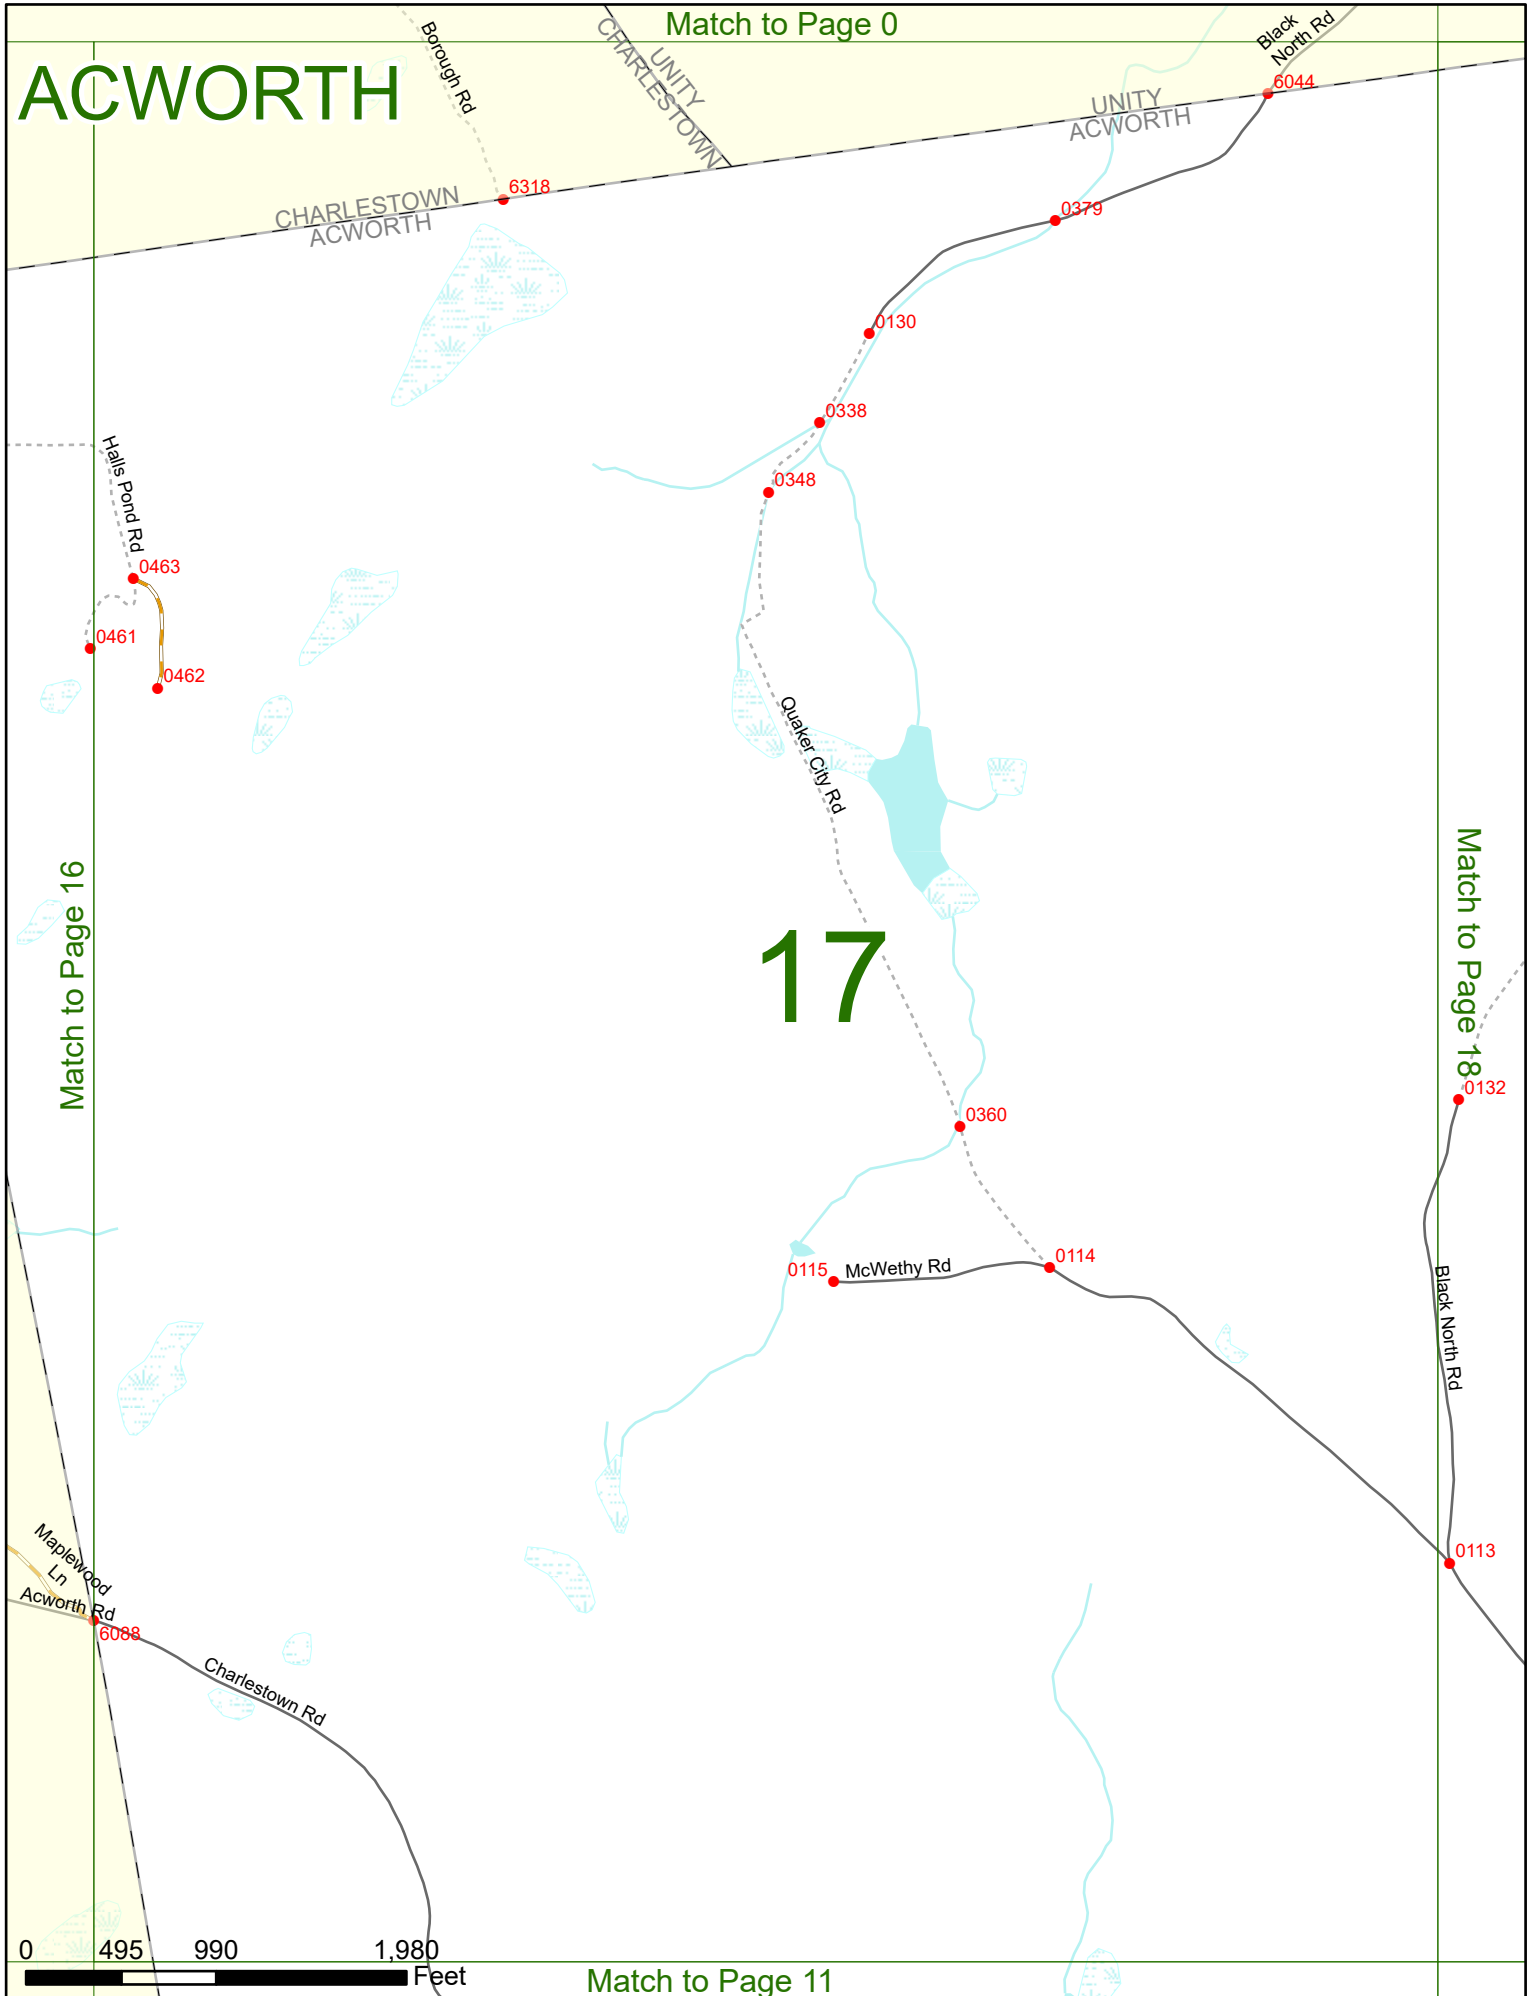 Match to Page 0
ACWORTH
Borough Rd
UNITY
CHARLESTOWN
Black
North Rd
6044
UNITY
ACWORTH
6318
CHARLESTOWN
ACWORTH
0379
0130
0338
0348
Halls Pond Rd
0463
0461
0462
Quaker City Rd
Match to Page 16
17
Match to Page 18
0132
0360
0114
0115
McWethy Rd
Black North Rd
0113
Maplewood
Ln
Acworth Rd
6088
Charlestown Rd
0 495 990 1,980
Feet
Match to Page 11